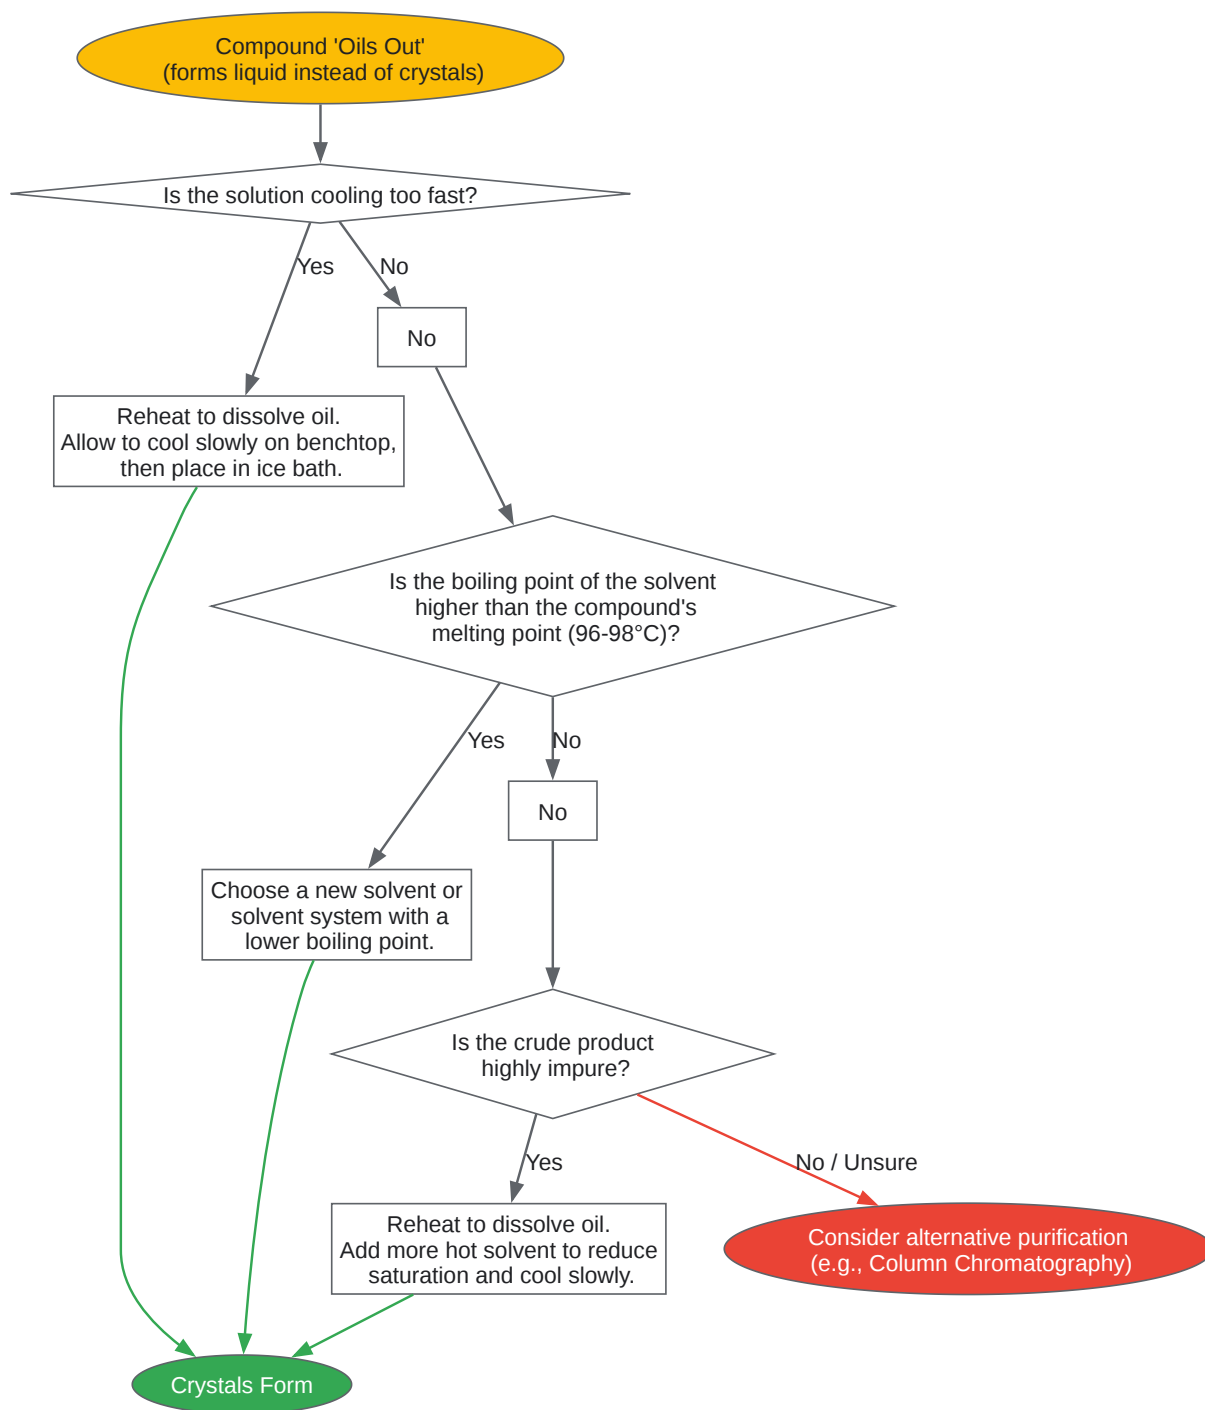 Compound 'Oils Out'
(forms liquid instead of crystals)
Is the solution cooling too fast?
Yes
No
No
Reheat to dissolve oil.
Allow to cool slowly on benchtop,
then place in ice bath.
Is the boiling point of the solvent
higher than the compound's
melting point (96-98°C)?
Yes
No
No
Choose a new solvent or
solvent system with a
lower boiling point.
Is the crude product
highly impure?
Yes
No / Unsure
Reheat to dissolve oil.
Add more hot solvent to reduce
saturation and cool slowly.
Consider alternative purification
(e.g., Column Chromatography)
Crystals Form